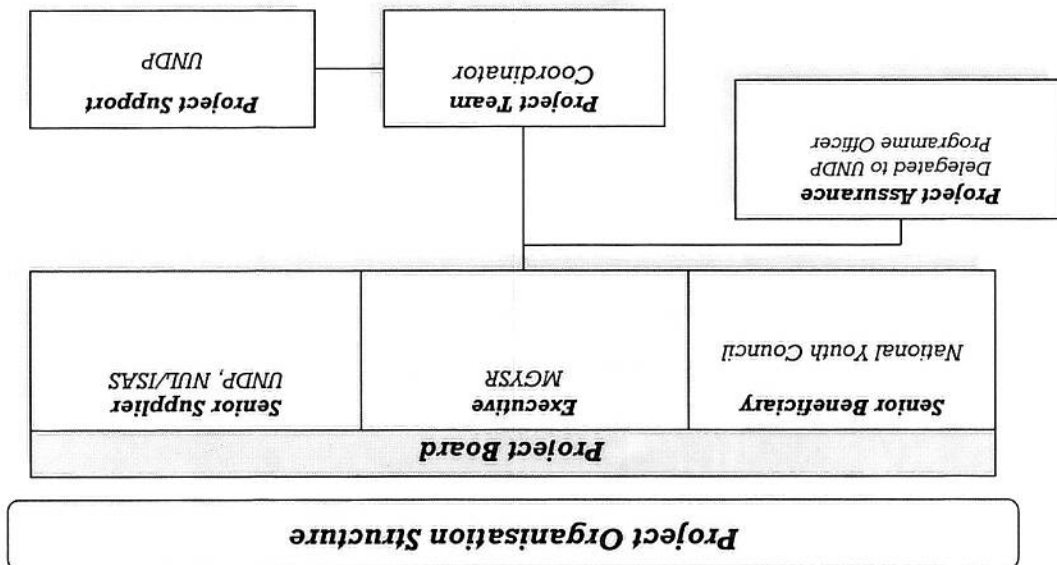 Project Organisation Structure
Project Board
Senior Beneficiary
National Youth Council
Executive
MGYSR
Senior Supplier
UNDP, NUL/ISAS
Project Assurance
Delegated to UNDP
Programme Officer
Project Team
Coordinator
Project Support
UNDP